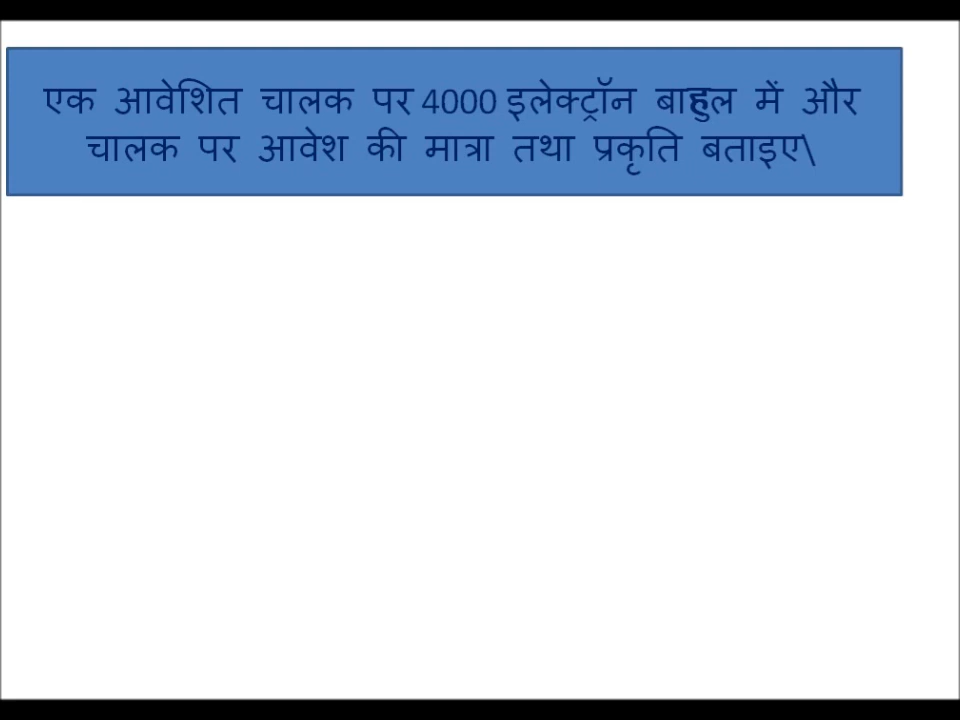 एक आवेशित चालक पर 4000 इलेक्ट्रॉन बाहुल में और
चालक पर आवेश की मात्रा तथा प्रकृति बताइए\